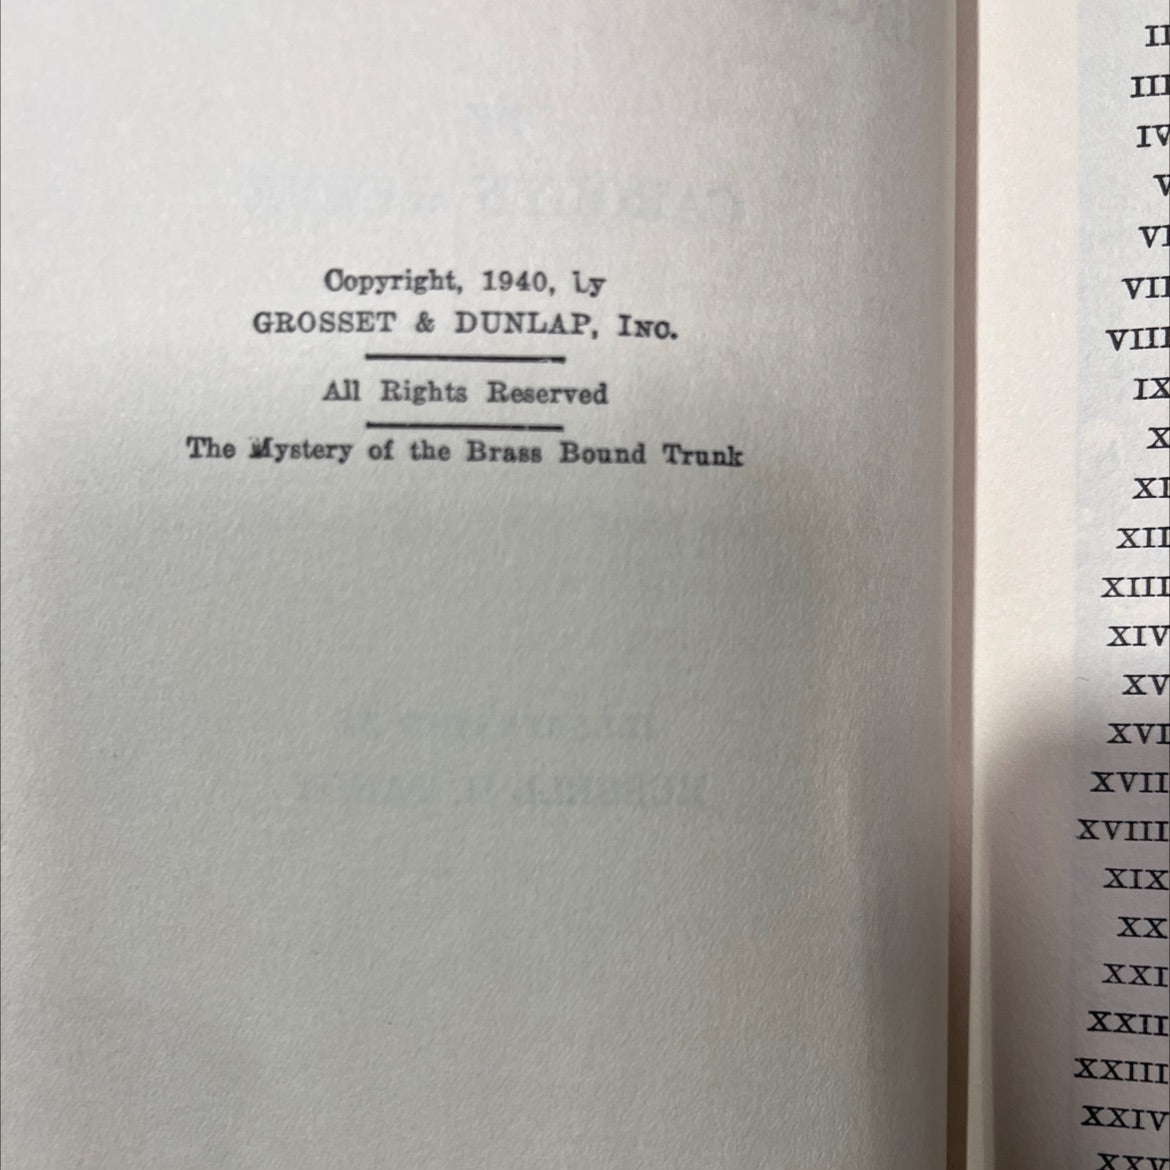 Copyright, 1940, by
GROSSET & DUNLAP, Inc.
All Rights Reserved
The Mystery of the Brass Bound Trunk
II
III
IV
V
VI
VII
VIII
IX
X
XI
XII
XIII
XIV
XV
XVI
XVII
XVIII
XIX
XX
XXI
XXII
XXIII
XXIV
XXV